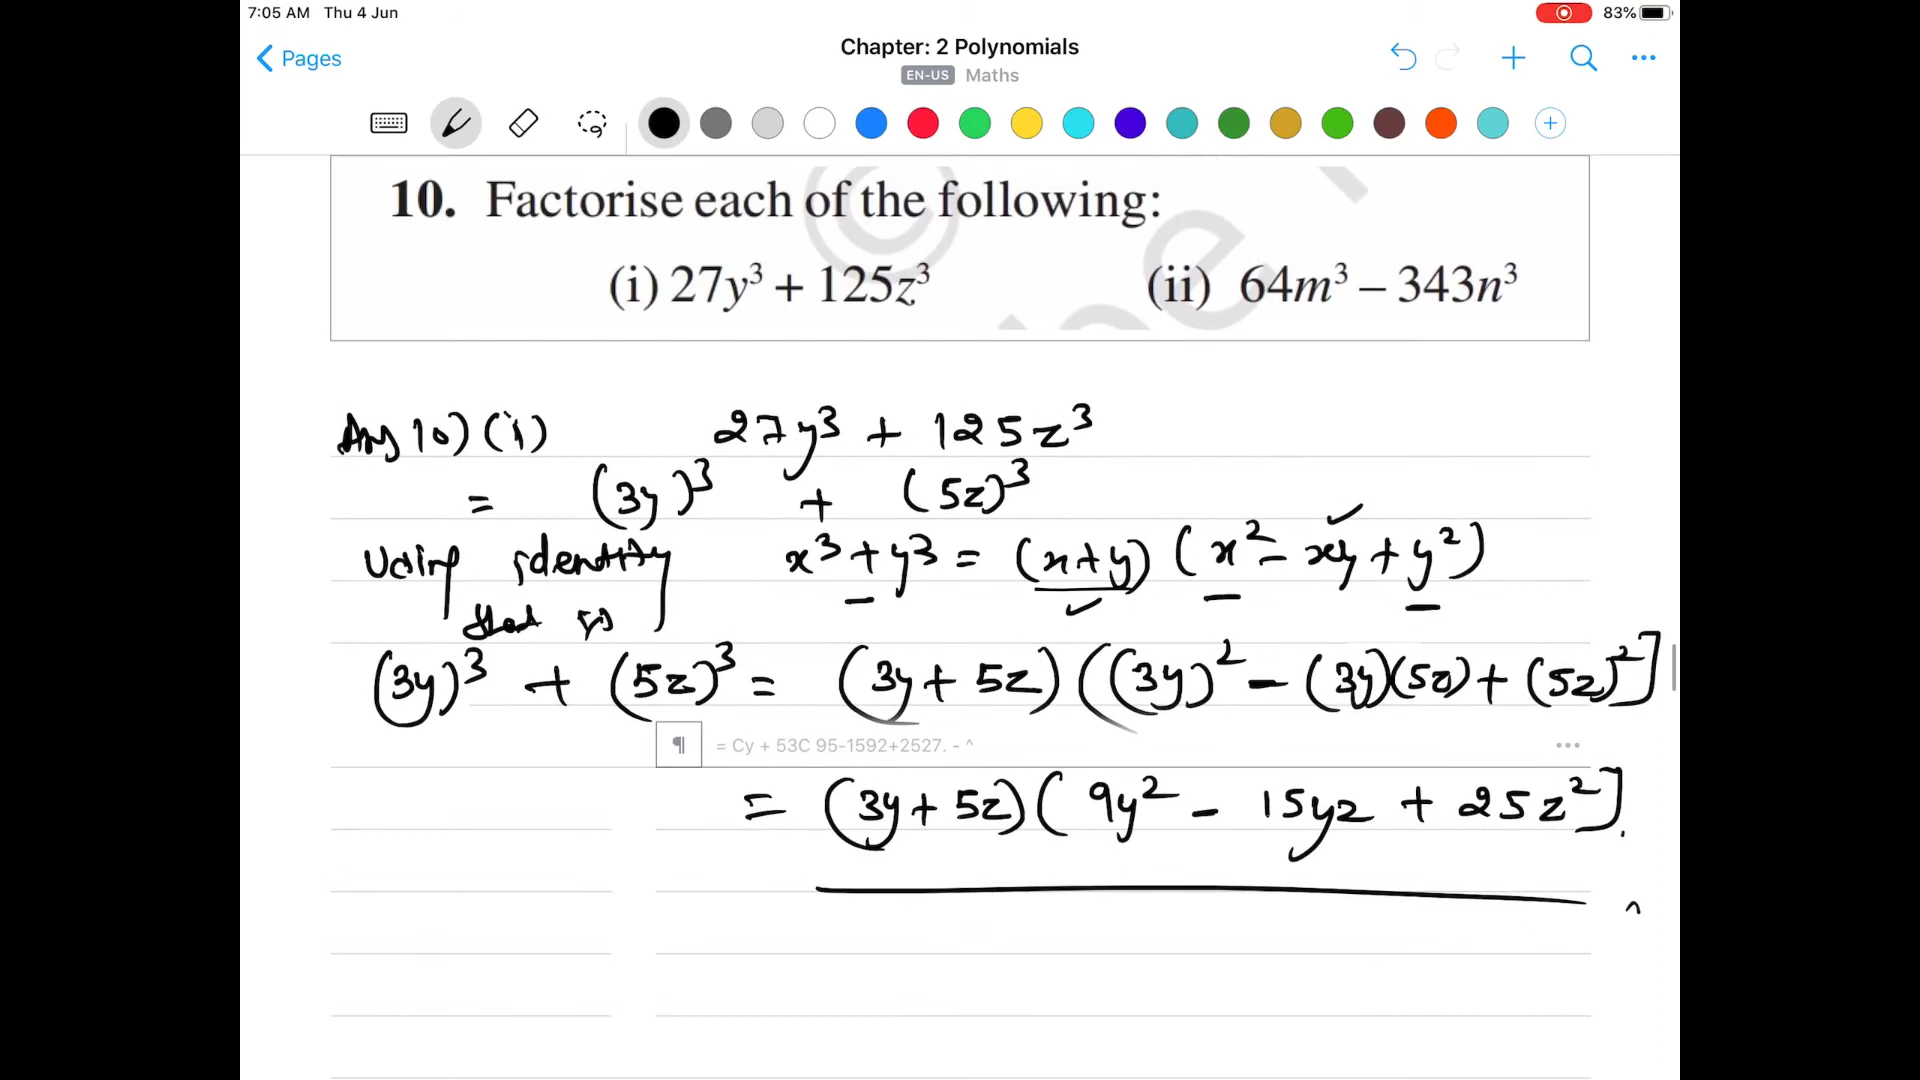 7:05 AM Thu 4 Jun
83%
Pages
Chapter: 2 Polynomials
EN-US Maths
10. Factorise each of the following:
(i) 27y³ + 125z³ (ii) 64m³ – 343n³
Ans 10) (i) 27y³ + 125z³
= (3y)³ + (5z)³
Using identity x³ + y³ = (x+y) (x² - xy + y²)
that is
(3y)³ + (5z)³ = (3y + 5z) ((3y)² - (3y)(5z) + (5z)²]
= Cy + 53C 95-1592+2527. - ^
= (3y + 5z) (9y² - 15yz + 25z²].